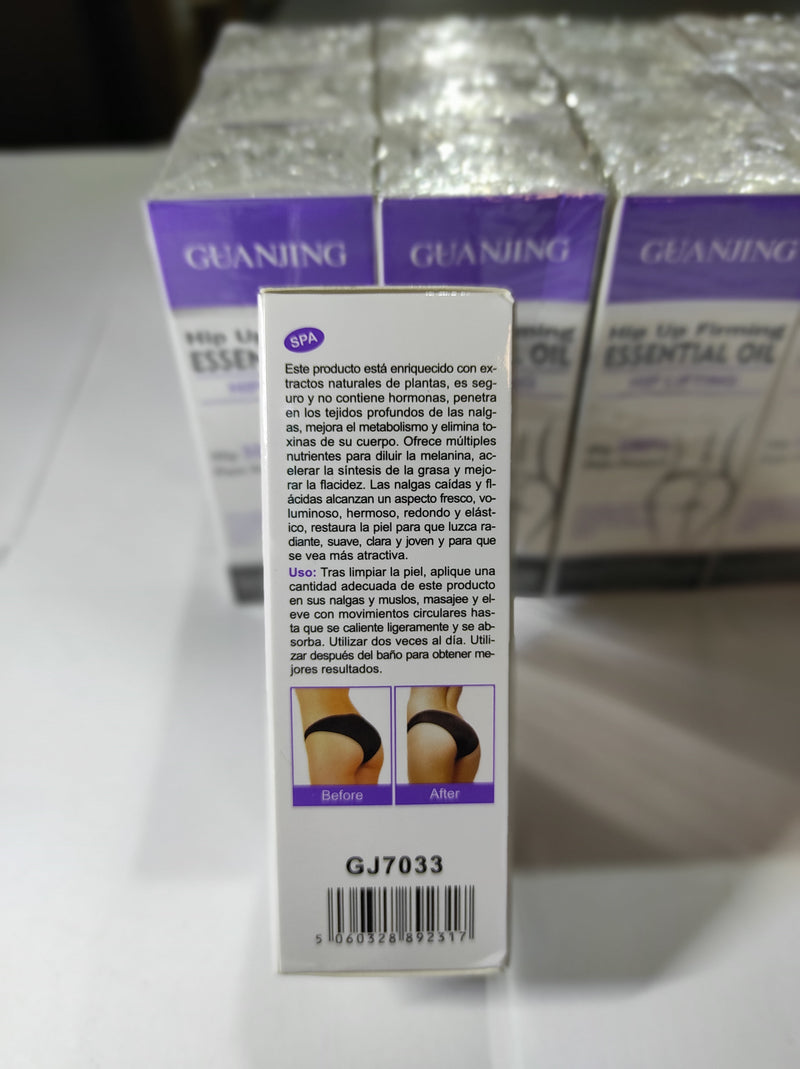 GUANJING
GUANJING
GUANJING
Hip Up Firming
ESSENTIAL OIL
HIP LIFTING
SPA
Este producto está enriquecido con ex-
tractos naturales de plantas, es seg-
uro y no contiene hormonas, penetra
en los tejidos profundos de las nalg-
as, mejora el metabolismo y elimina to-
xinas de su cuerpo. Ofrece múltiples
nutrientes para diluir la melanina, ac-
elerar la síntesis de la grasa y mejo-
rar la flacidez. Las nalgas caídas y fl-
ácidas alcanzan un aspecto fresco, vo-
luminoso, hermoso, redondo y elást-
ico, restaura la piel para que luzca ra-
diante, suave, clara y joven y para que
se vea más atractiva.
Uso: Tras limpiar la piel, aplique una
cantidad adecuada de este producto
en sus nalgas y muslos, masajee y el-
eve con movimientos circulares has-
ta que se caliente ligeramente y se ab-
sorba. Utilizar dos veces al día. Utili-
zar después del baño para obtener me-
jores resultados.
Before
After
GJ7033
5 060328 892317